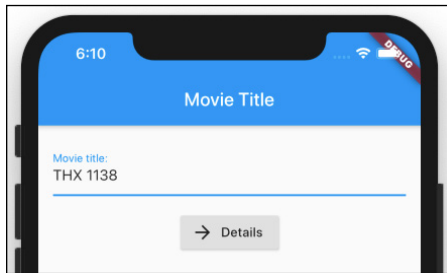 6:10
DEBUG
Movie Title
Movie title:
THX 1138
Details